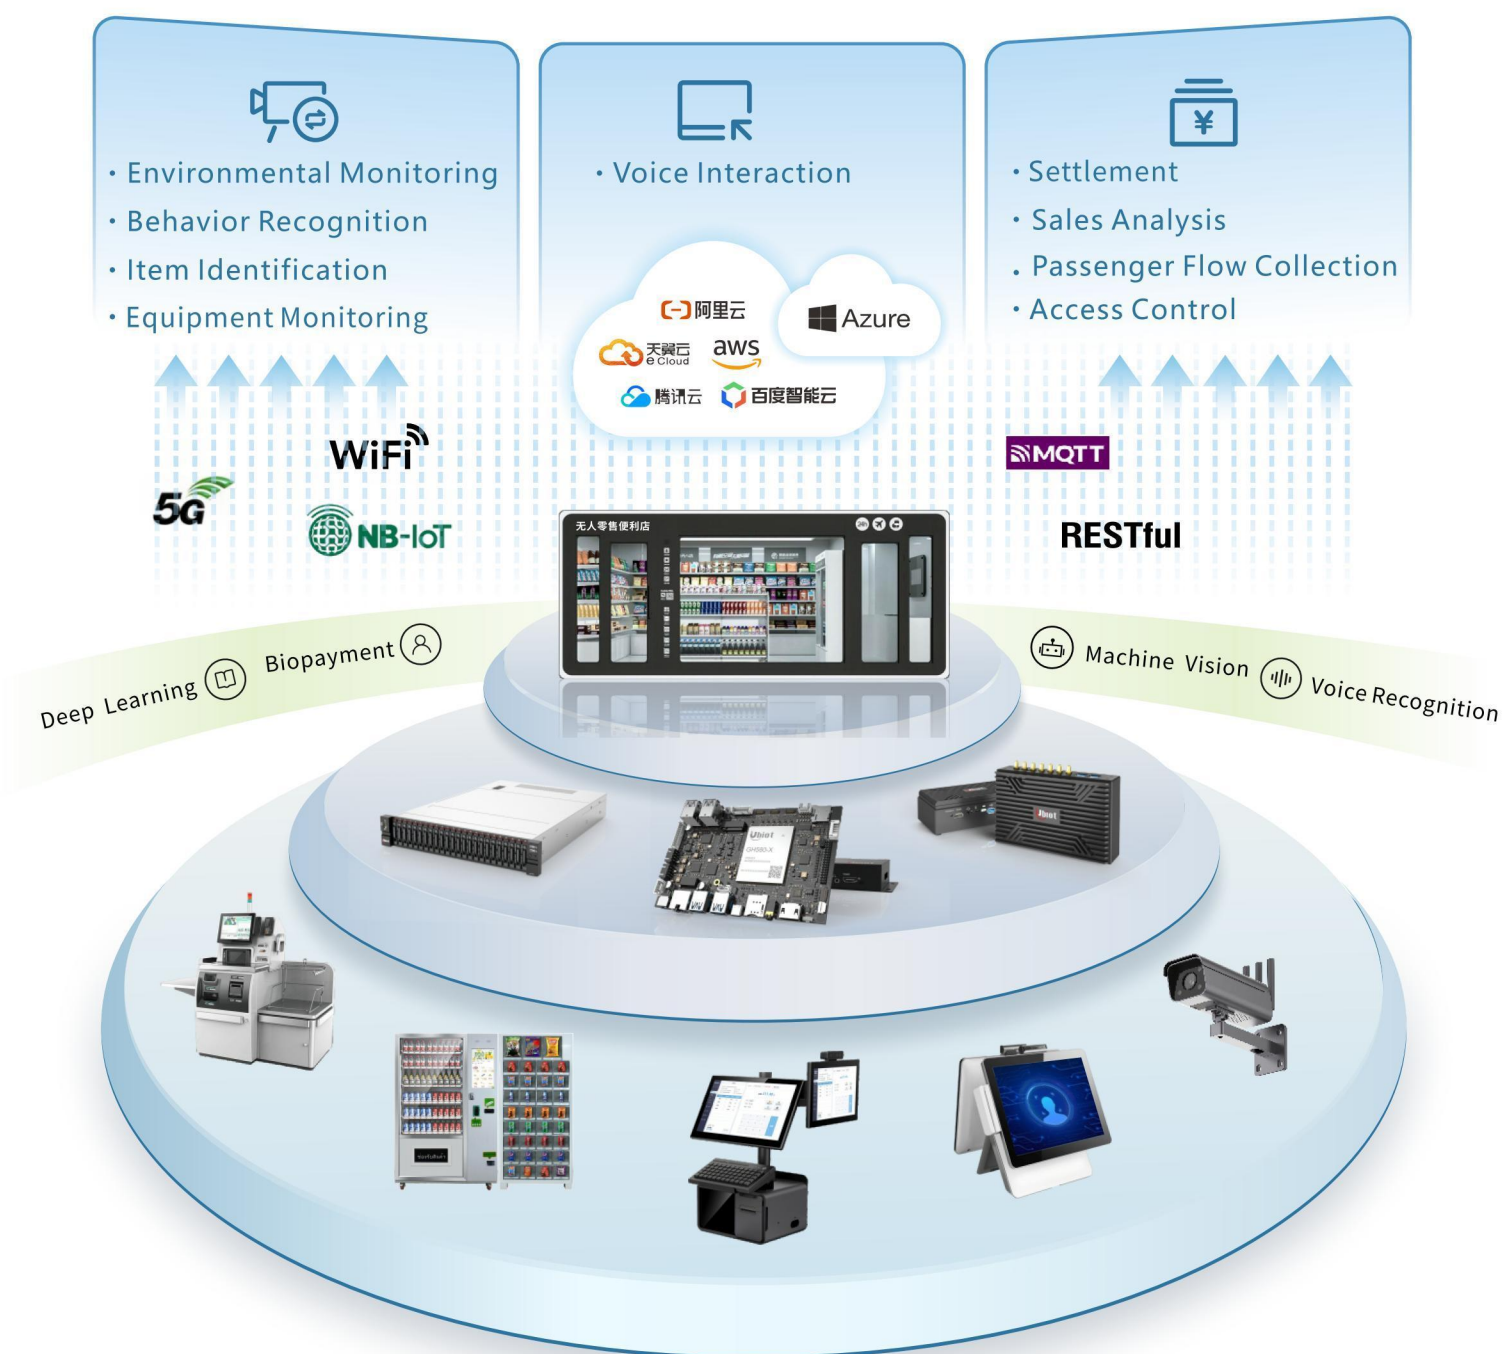 · Environmental Monitoring
· Behavior Recognition
· Item Identification
· Equipment Monitoring
· Voice Interaction
¥
· Settlement
· Sales Analysis
· Passenger Flow Collection
· Access Control
阿里云
Azure
天翼云
e Cloud
aws
腾讯云
百度智能云
WiFi
5G
NB-IoT
MQTT
RESTful
无人零售便利店
24h
Deep Learning
Biopayment
Machine Vision
Voice Recognition
Ubiot